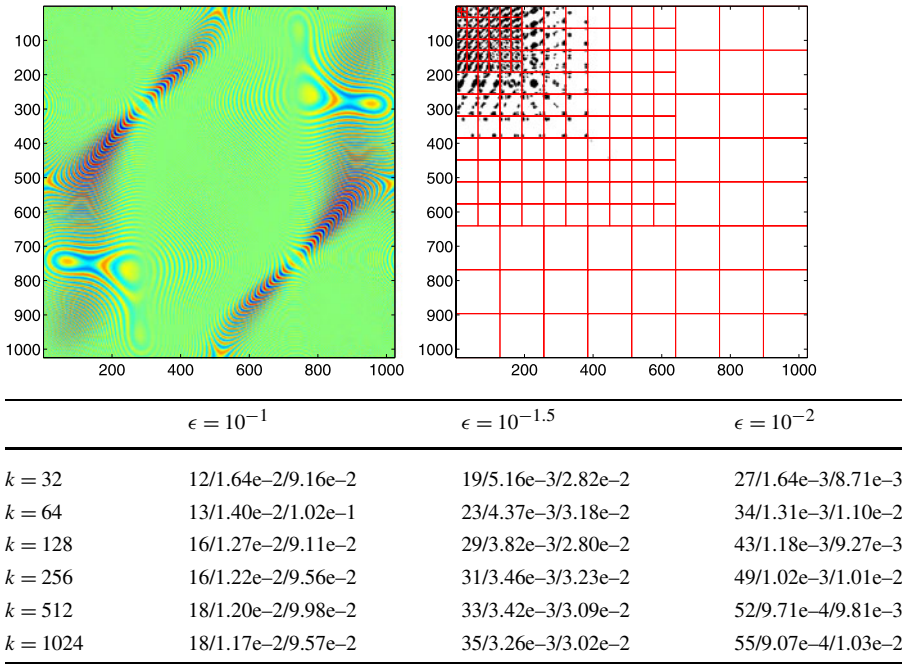 100
200
300
400
500
600
700
800
900
1000
200 400 600 800 1000
100
200
300
400
500
600
700
800
900
1000
200 400 600 800 1000
ϵ = 10⁻¹ ϵ = 10⁻¹·⁵ ϵ = 10⁻²
k = 32 12/1.64e–2/9.16e–2 19/5.16e–3/2.82e–2 27/1.64e–3/8.71e–3
k = 64 13/1.40e–2/1.02e–1 23/4.37e–3/3.18e–2 34/1.31e–3/1.10e–2
k = 128 16/1.27e–2/9.11e–2 29/3.82e–3/2.80e–2 43/1.18e–3/9.27e–3
k = 256 16/1.22e–2/9.56e–2 31/3.46e–3/3.23e–2 49/1.02e–3/1.01e–2
k = 512 18/1.20e–2/9.98e–2 33/3.42e–3/3.09e–2 52/9.71e–4/9.81e–3
k = 1024 18/1.17e–2/9.57e–2 35/3.26e–3/3.02e–2 55/9.07e–4/1.03e–2